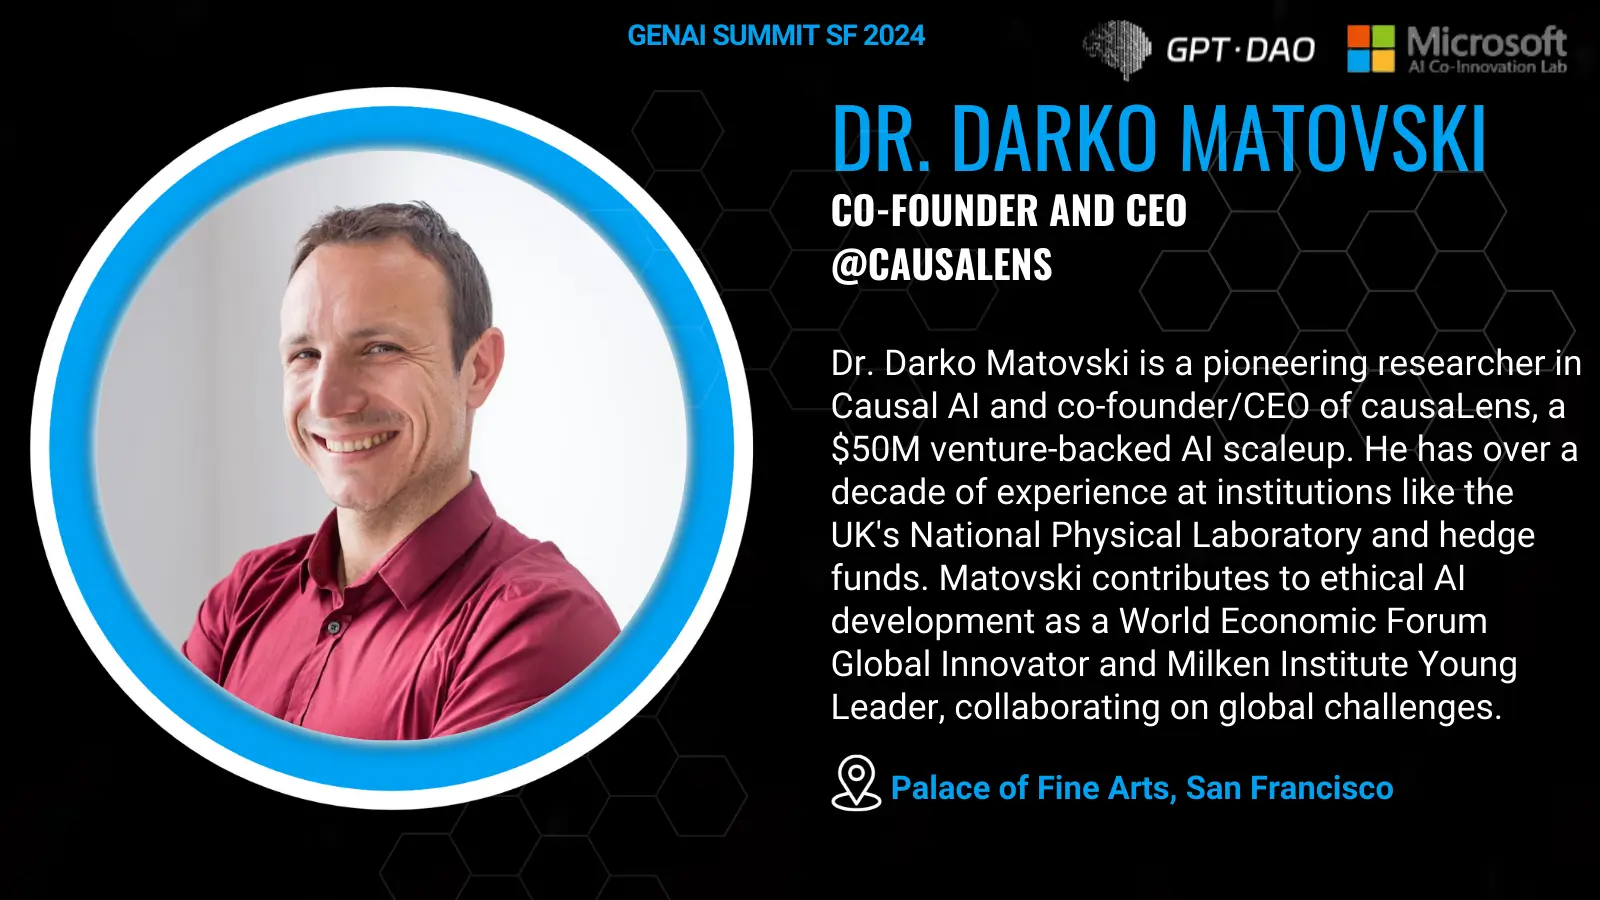 GENAI SUMMIT SF 2024
GPT·DAO
Microsoft
AI Co-Innovation Lab
DR. DARKO MATOVSKI
CO-FOUNDER AND CEO
@CAUSALENS
Dr. Darko Matovski is a pioneering researcher in
Causal AI and co-founder/CEO of causaLens, a
$50M venture-backed AI scaleup. He has over a
decade of experience at institutions like the
UK's National Physical Laboratory and hedge
funds. Matovski contributes to ethical AI
development as a World Economic Forum
Global Innovator and Milken Institute Young
Leader, collaborating on global challenges.
Palace of Fine Arts, San Francisco